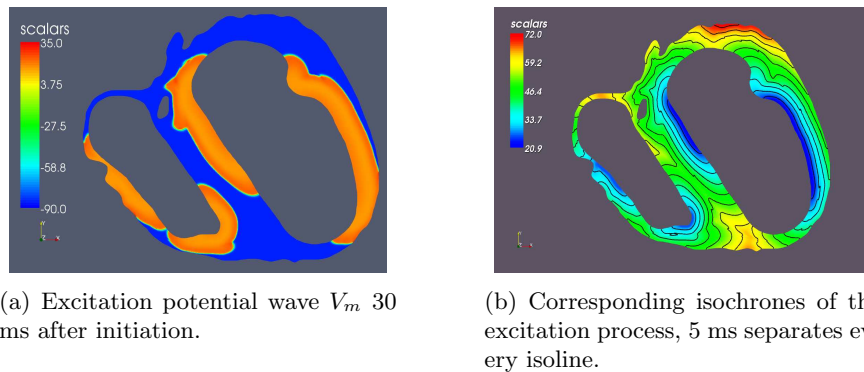 scalars
35.0
3.75
-27.5
-58.8
-90.0
scalars
72.0
59.2
46.4
33.7
20.9
(a) Excitation potential wave Vm 30
ms after initiation.
(b) Corresponding isochrones of th
excitation process, 5 ms separates ev
ery isoline.